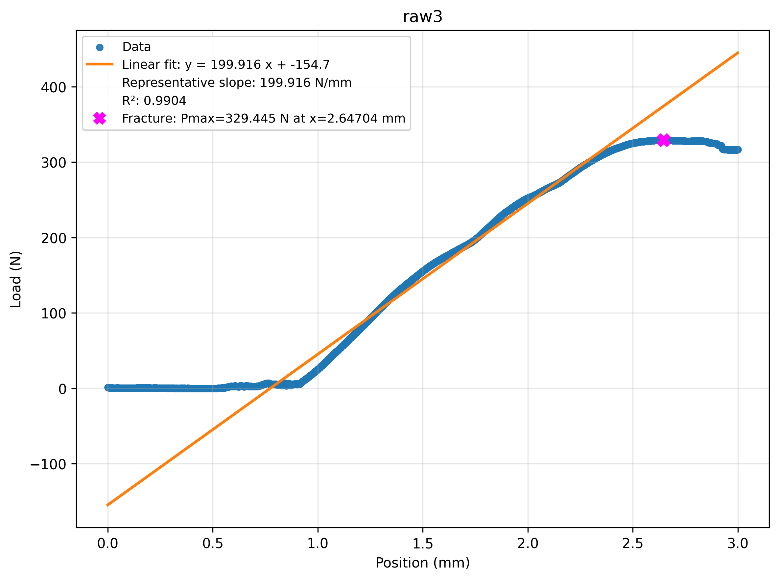 raw3
Data
Linear fit: y = 199.916 x + -154.7
Representative slope: 199.916 N/mm
R²: 0.9904
Fracture: Pmax=329.445 N at x=2.64704 mm
400
300
200
100
0
−100
Load (N)
0.0 0.5 1.0 1.5 2.0 2.5 3.0
Position (mm)